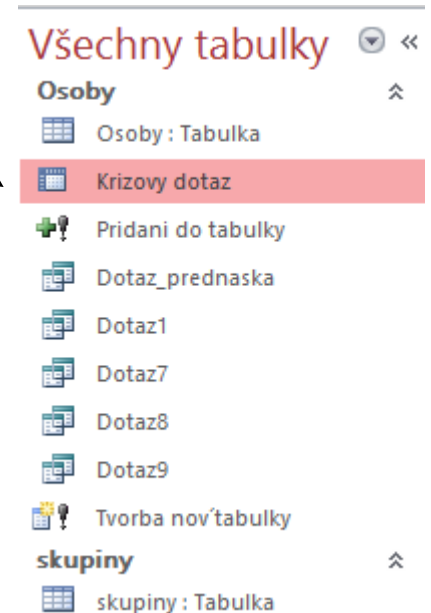 Všechny tabulky
Osoby
Osoby : Tabulka
Krizovy dotaz
Pridani do tabulky
Dotaz_prednaska
Dotaz1
Dotaz7
Dotaz8
Dotaz9
Tvorba nov´tabulky
skupiny
skupiny : Tabulka